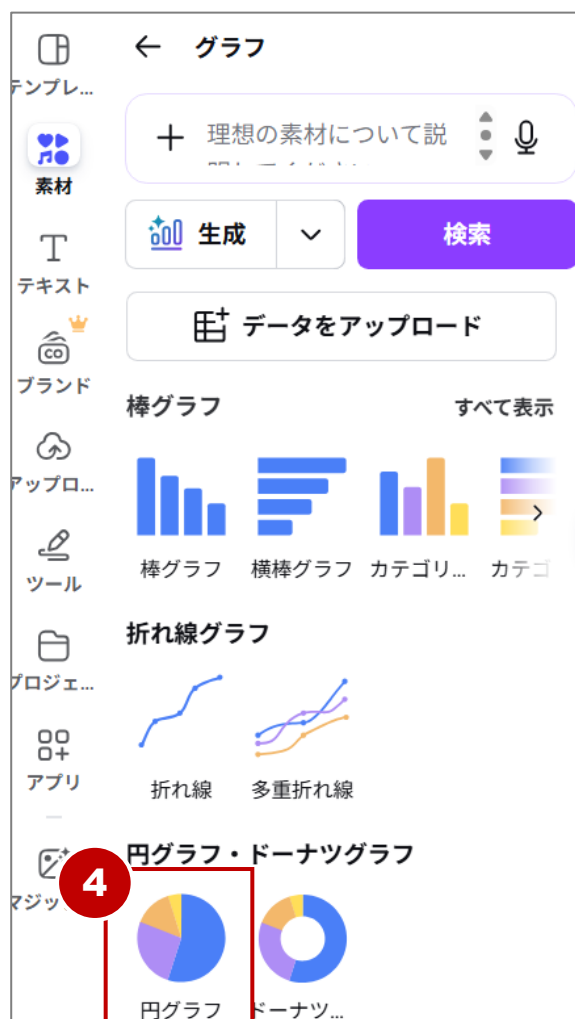 グラフ
テンプレ...
理想の素材について説
素材
生成
検索
テキスト
データをアップロード
CO
ブランド
棒グラフ
すべて表示
アップロ...
棒グラフ
横棒グラフ
カテゴリ...
カテゴ
ツール
折れ線グラフ
プロジェ...
アプリ
折れ線
多重折れ線
円グラフ・ドーナツグラフ
4
マジッ
円グラフ
ドーナツ...